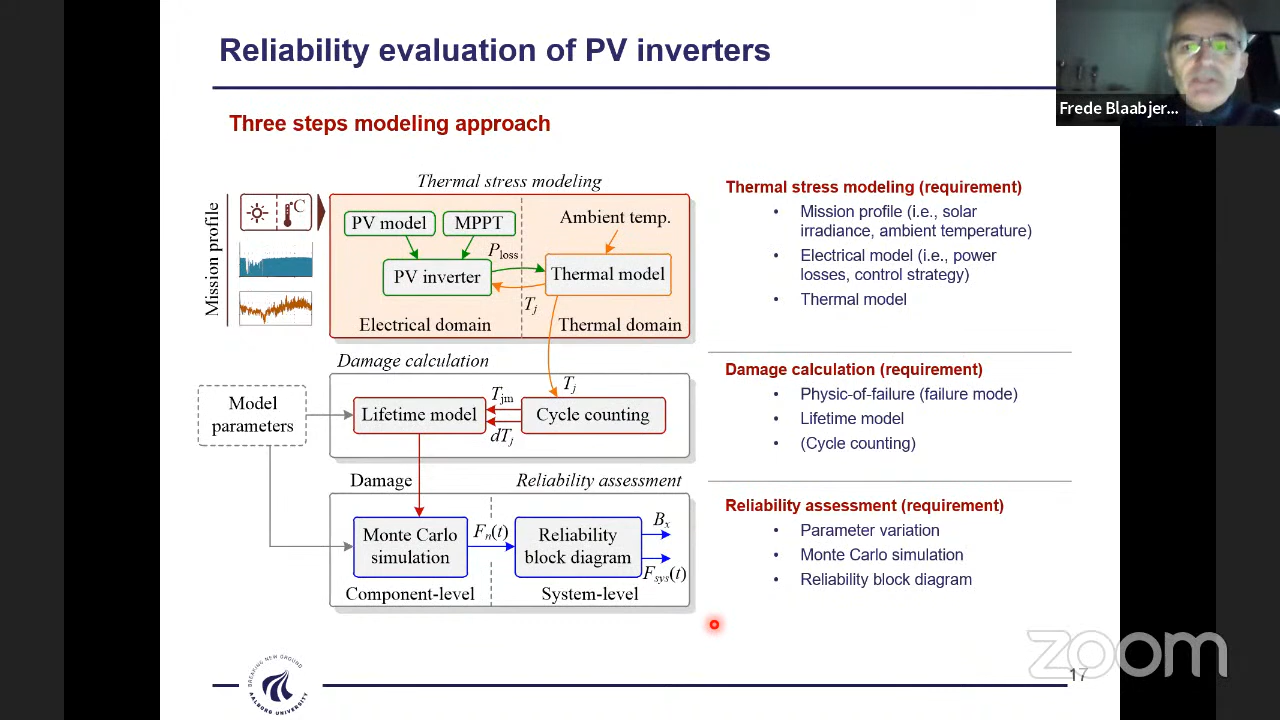 Reliability evaluation of PV inverters
Frede Blaabjer...
Three steps modeling approach
Thermal stress modeling
Mission profile
°C
PV model
MPPT
Ambient temp.
P_loss
PV inverter
Thermal model
T_j
Electrical domain
Thermal domain
Damage calculation
T_j
Model
parameters
Lifetime model
T_jm
dT_j
Cycle counting
Damage
Reliability assessment
Monte Carlo
simulation
F_n(t)
Reliability
block diagram
B_x
F_sys(t)
Component-level
System-level
Thermal stress modeling (requirement)
• Mission profile (i.e., solar
irradiance, ambient temperature)
• Electrical model (i.e., power
losses, control strategy)
• Thermal model
Damage calculation (requirement)
• Physic-of-failure (failure mode)
• Lifetime model
• (Cycle counting)
Reliability assessment (requirement)
• Parameter variation
• Monte Carlo simulation
• Reliability block diagram
zoom
17
BREAKING NEW GROUND
AALBORG UNIVERSITY